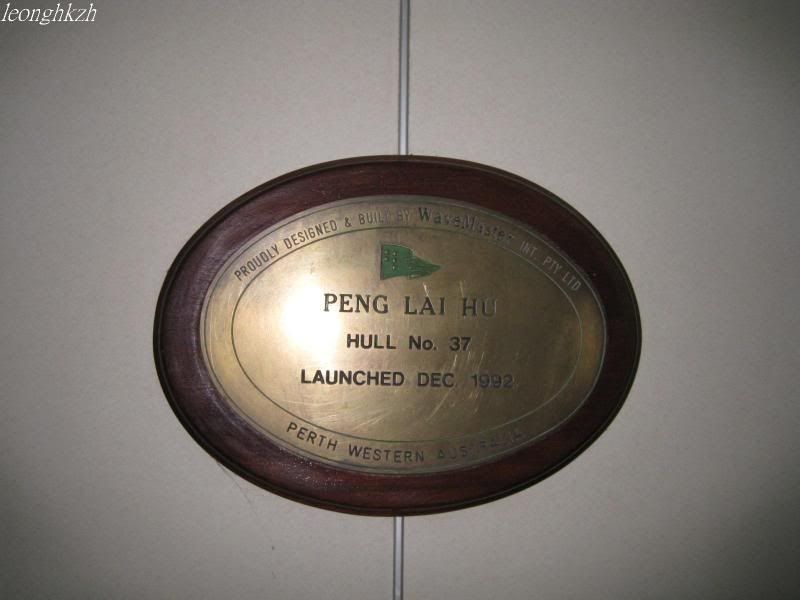 leonghkzh
PROUDLY DESIGNED & BUILT BY WaveMaster INT. PTY LTD
PENG LAI HU
HULL No. 37
LAUNCHED DEC. 1992
PERTH WESTERN AUSTRALIA